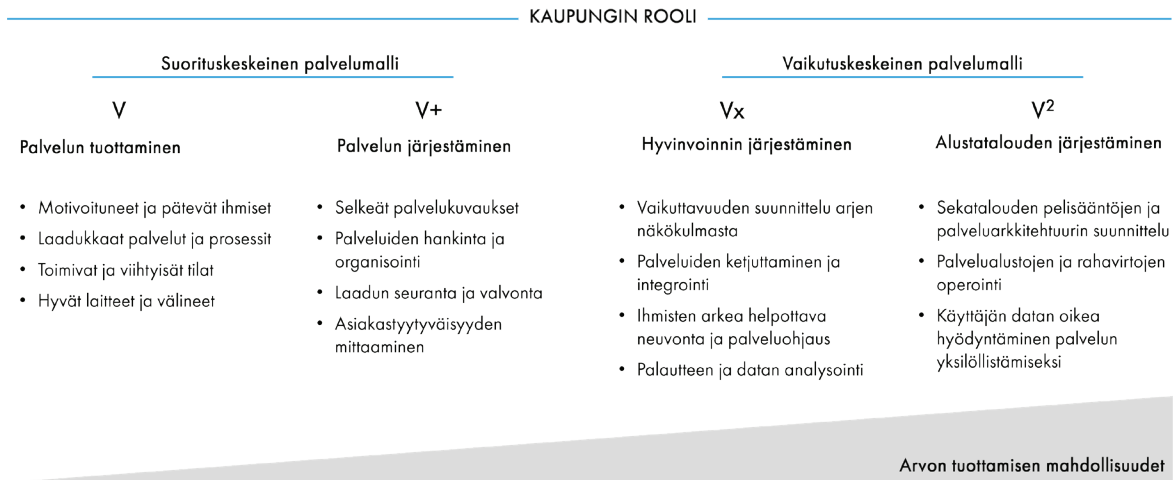 KAUPUNGIN ROOLI
Suorituskeskeinen palvelumalli
Vaikutuskeskeinen palvelumalli
V
Palvelun tuottaminen
• Motivoituneet ja pätevät ihmiset
• Laadukkaat palvelut ja prosessit
• Toimivat ja viihtyisät tilat
• Hyvät laitteet ja välineet
V+
Palvelun järjestäminen
• Selkeät palvelukuvaukset
• Palveluiden hankinta ja
organisointi
• Laadun seuranta ja valvonta
• Asiakastyytyväisyyden
mittaaminen
Vx
Hyvinvoinnin järjestäminen
• Vaikuttavuuden suunnittelu arjen
näkökulmasta
• Palveluiden ketjuttaminen ja
integrointi
• Ihmisten arkea helpottava
neuvonta ja palveluohjaus
• Palautteen ja datan analysointi
V²
Alustatalouden järjestäminen
• Sekatalouden pelisääntöjen ja
palveluarkkitehtuurin suunnittelu
• Palvelualustojen ja rahavirtojen
operointi
• Käyttäjän datan oikea
hyödyntäminen palvelun
yksilöllistämiseksi
Arvon tuottamisen mahdollisuudet